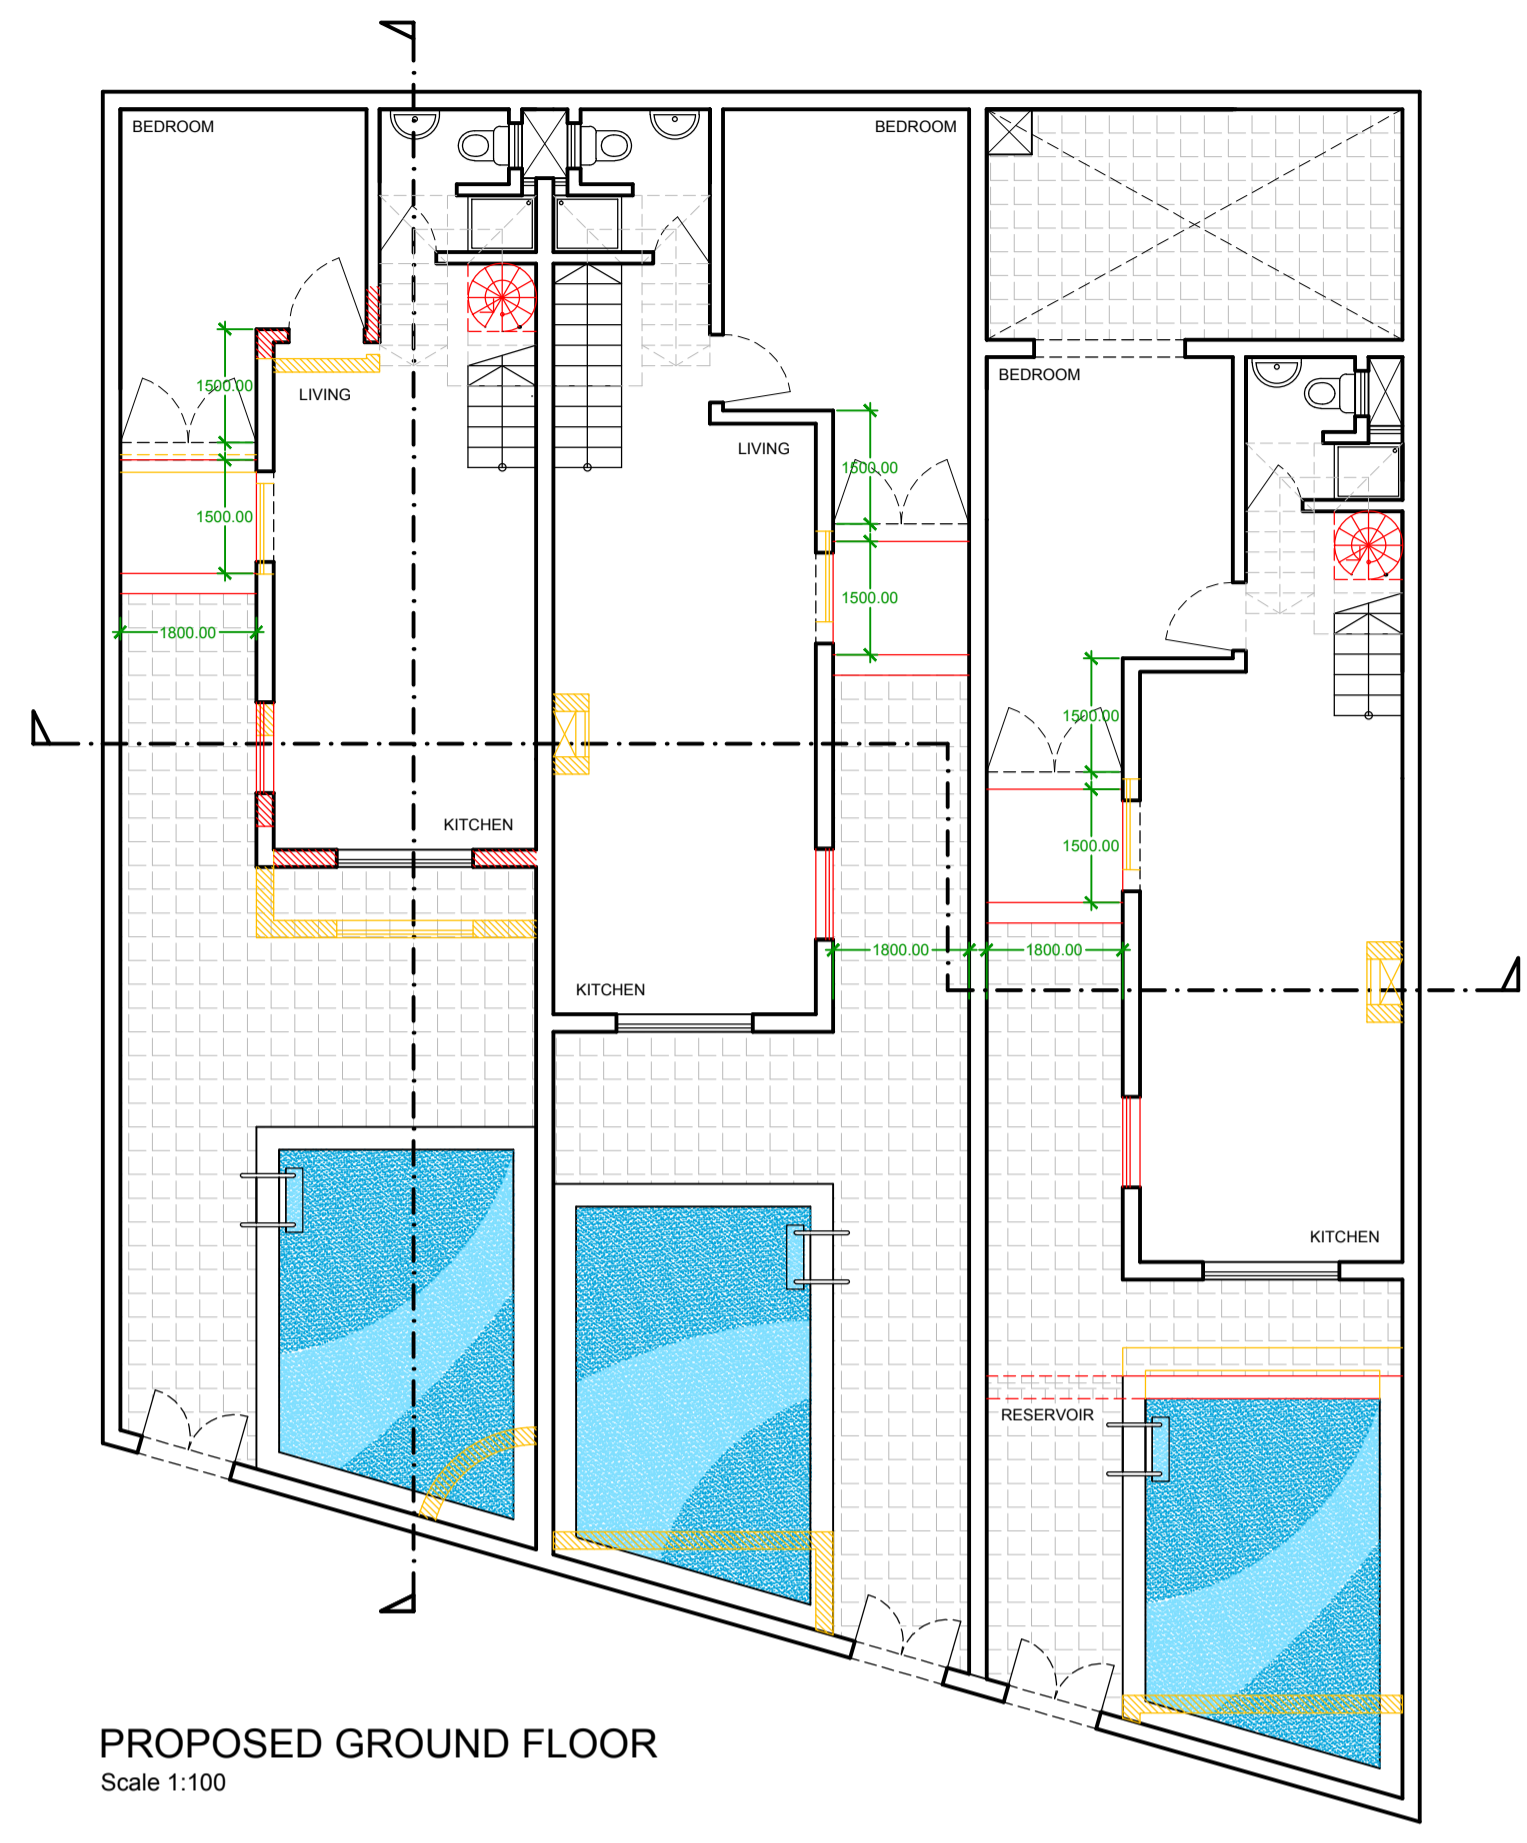 BEDROOM
BEDROOM
BEDROOM
1500.00
LIVING
LIVING
1500.00
1500.00
1500.00
1800.00
1500.00
KITCHEN
1500.00
1800.00
1800.00
KITCHEN
KITCHEN
RESERVOIR
PROPOSED GROUND FLOOR
Scale 1:100